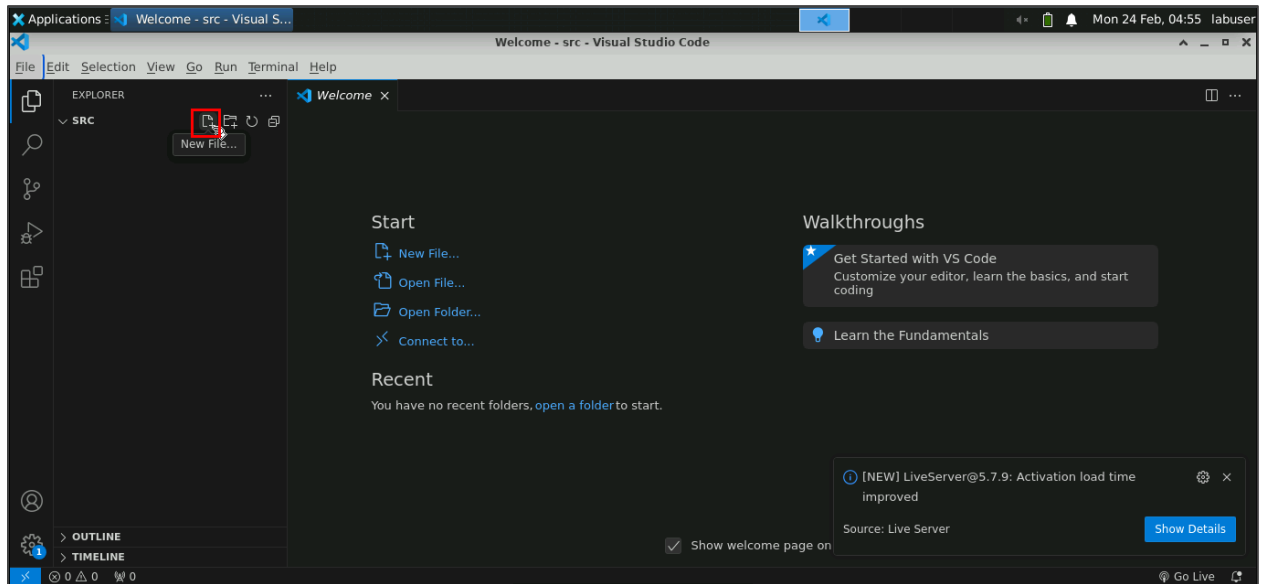 Applications Welcome - src - Visual S... Mon 24 Feb, 04:55 labuser
Welcome - src - Visual Studio Code
File Edit Selection View Go Run Terminal Help
EXPLORER ... Welcome ...
SRC
New File...
Start
New File...
Open File...
Open Folder...
Connect to...
Recent
You have no recent folders, open a folder to start.
Walkthroughs
Get Started with VS Code
Customize your editor, learn the basics, and start
coding
Learn the Fundamentals
[NEW] LiveServer@5.7.9: Activation load time
improved
Source: Live Server Show Details
Show welcome page on
OUTLINE
TIMELINE
1
0 0 0 Go Live